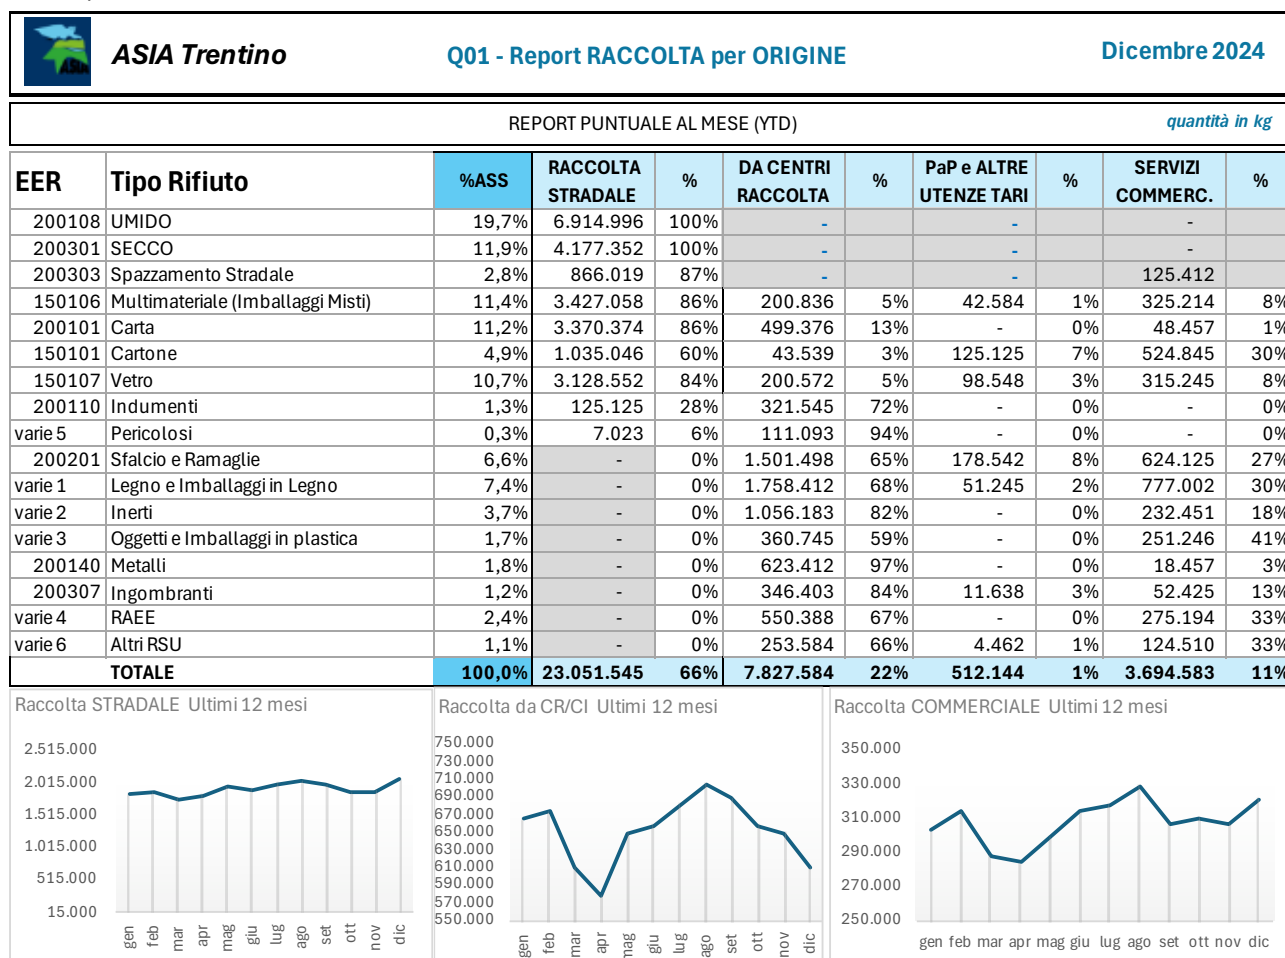 ASIA
ASIA Trentino
Q01 - Report RACCOLTA per ORIGINE
Dicembre 2024
REPORT PUNTUALE AL MESE (YTD)
quantità in kg
EER Tipo Rifiuto %ASS RACCOLTA STRADALE % DA CENTRI RACCOLTA % PaP e ALTRE UTENZE TARI % SERVIZI COMMERC. %
200108 UMIDO 19,7% 6.914.996 100% - - -
200301 SECCO 11,9% 4.177.352 100% - - -
200303 Spazzamento Stradale 2,8% 866.019 87% - - 125.412
150106 Multimateriale (Imballaggi Misti) 11,4% 3.427.058 86% 200.836 5% 42.584 1% 325.214 8%
200101 Carta 11,2% 3.370.374 86% 499.376 13% - 0% 48.457 1%
150101 Cartone 4,9% 1.035.046 60% 43.539 3% 125.125 7% 524.845 30%
150107 Vetro 10,7% 3.128.552 84% 200.572 5% 98.548 3% 315.245 8%
200110 Indumenti 1,3% 125.125 28% 321.545 72% - 0% - 0%
varie 5 Pericolosi 0,3% 7.023 6% 111.093 94% - 0% - 0%
200201 Sfalcio e Ramaglie 6,6% - 0% 1.501.498 65% 178.542 8% 624.125 27%
varie 1 Legno e Imballaggi in Legno 7,4% - 0% 1.758.412 68% 51.245 2% 777.002 30%
varie 2 Inerti 3,7% - 0% 1.056.183 82% - 0% 232.451 18%
varie 3 Oggetti e Imballaggi in plastica 1,7% - 0% 360.745 59% - 0% 251.246 41%
200140 Metalli 1,8% - 0% 623.412 97% - 0% 18.457 3%
200307 Ingombranti 1,2% - 0% 346.403 84% 11.638 3% 52.425 13%
varie 4 RAEE 2,4% - 0% 550.388 67% - 0% 275.194 33%
varie 6 Altri RSU 1,1% - 0% 253.584 66% 4.462 1% 124.510 33%
TOTALE 100,0% 23.051.545 66% 7.827.584 22% 512.144 1% 3.694.583 11%
Raccolta STRADALE Ultimi 12 mesi
2.515.000
2.015.000
1.515.000
1.015.000
515.000
15.000
gen feb mar apr mag giu lug ago set ott nov dic
Raccolta da CR/CI Ultimi 12 mesi
750.000
730.000
710.000
690.000
670.000
650.000
630.000
610.000
590.000
570.000
550.000
gen feb mar apr mag giu lug ago set ott nov dic
Raccolta COMMERCIALE Ultimi 12 mesi
350.000
330.000
310.000
290.000
270.000
250.000
gen feb mar apr mag giu lug ago set ott nov dic